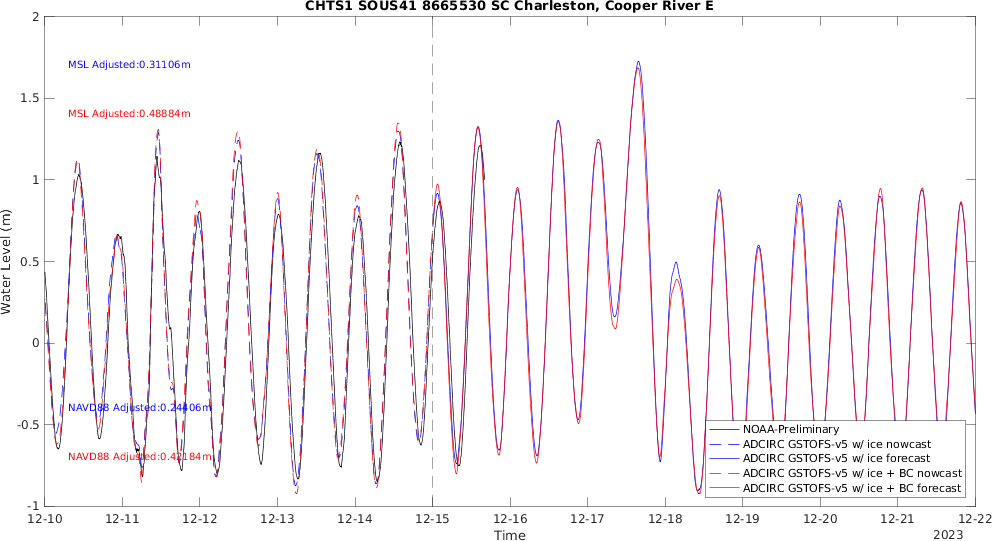 CHTS1 SOUS41 8665530 SC Charleston, Cooper River E
2
1.5
1
0.5
0
-0.5
-1
Water Level (m)
MSL Adjusted:0.31106m
MSL Adjusted:0.48884m
NAVD88 Adjusted:0.24406m
NAVD88 Adjusted:0.42184m
NOAA-Preliminary
ADCIRC GSTOFS-v5 w/ ice nowcast
ADCIRC GSTOFS-v5 w/ ice forecast
ADCIRC GSTOFS-v5 w/ ice + BC nowcast
ADCIRC GSTOFS-v5 w/ ice + BC forecast
12-10 12-11 12-12 12-13 12-14 12-15 12-16 12-17 12-18 12-19 12-20 12-21 12-22
Time
2023